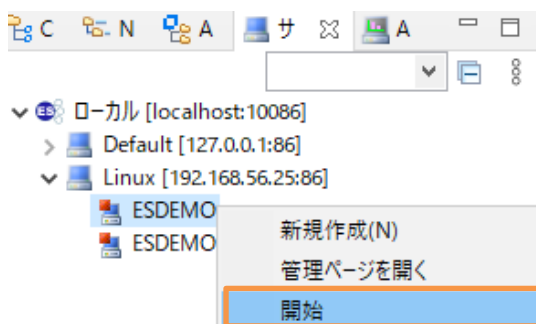 C N A サ A
ローカル [localhost:10086]
Default [127.0.0.1:86]
Linux [192.168.56.25:86]
ESDEMO
ESDEMO
新規作成(N)
管理ページを開く
開始